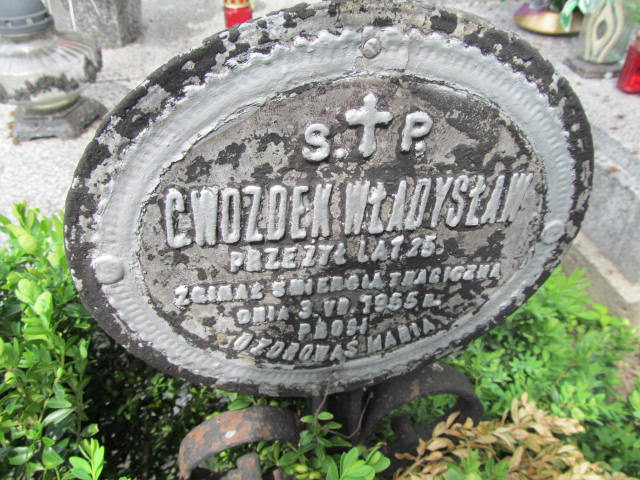 S. † P.
GWOZDEK WŁADYSŁAW
PRZEŻYŁ LAT 25.
ZGINĄŁ ŚMIERCIĄ TRAGICZNĄ
DNIA 3. VII 1955 R.
PROSI
O ZDROWAŚ MARIA